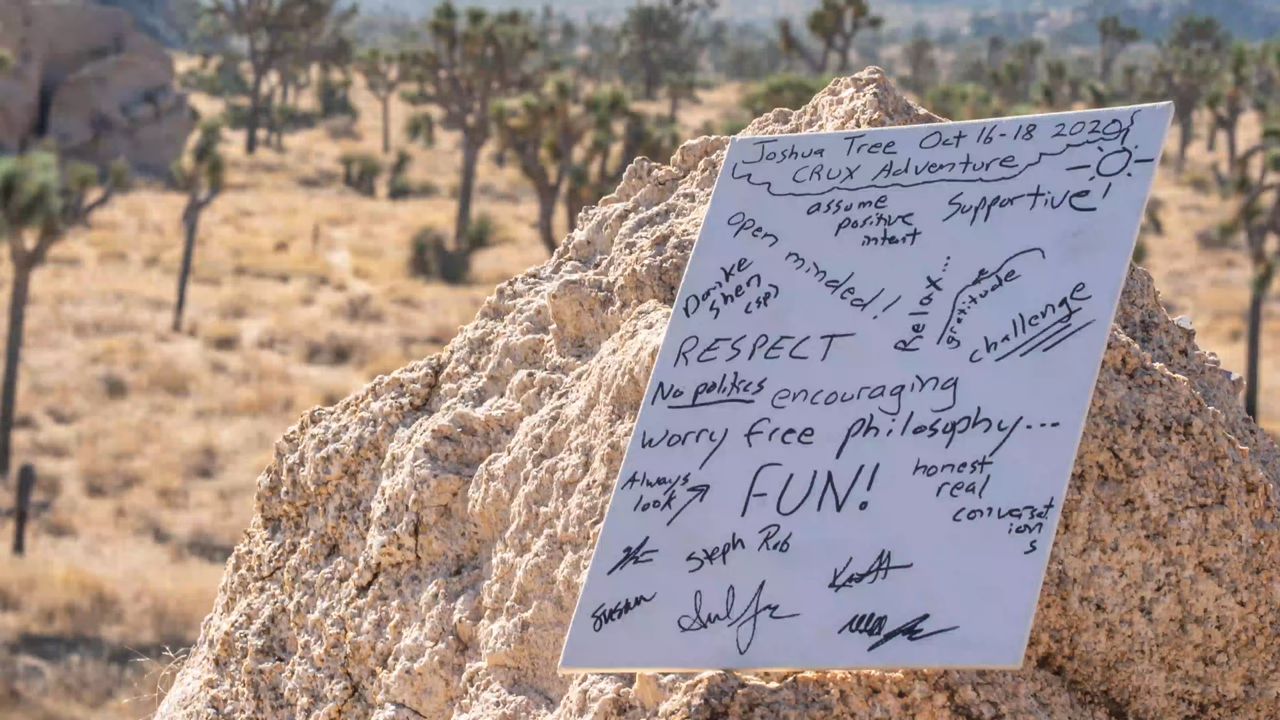 Joshua Tree Oct 16-18 2020
CRUX Adventure
assume
positive
intent
Supportive!
Open minded!
Danke
shen
(sp)
Relax...
gratitude
challenge
RESPECT
No politics
encouraging
worry free philosophy...
Always
look
FUN!
honest
real
conversat
ion
s
Steph Rob
Susan